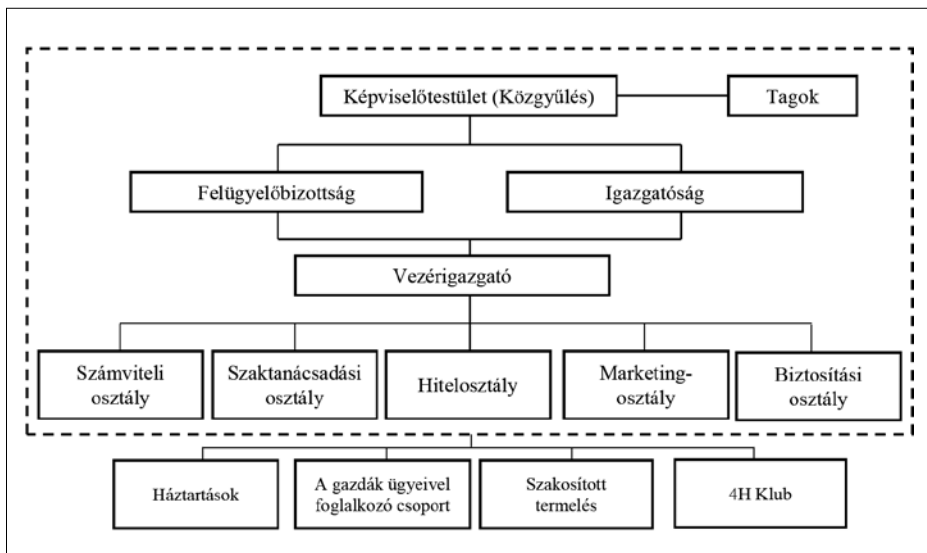 Képviselőtestület (Közgyűlés)
Tagok
Felügyelőbizottság
Igazgatóság
Vezérigazgató
Számviteli
osztály
Szaktanácsadási
osztály
Hitelosztály
Marketing-
osztály
Biztosítási
osztály
Háztartások
A gazdák ügyeivel
foglalkozó csoport
Szakosított
termelés
4H Klub